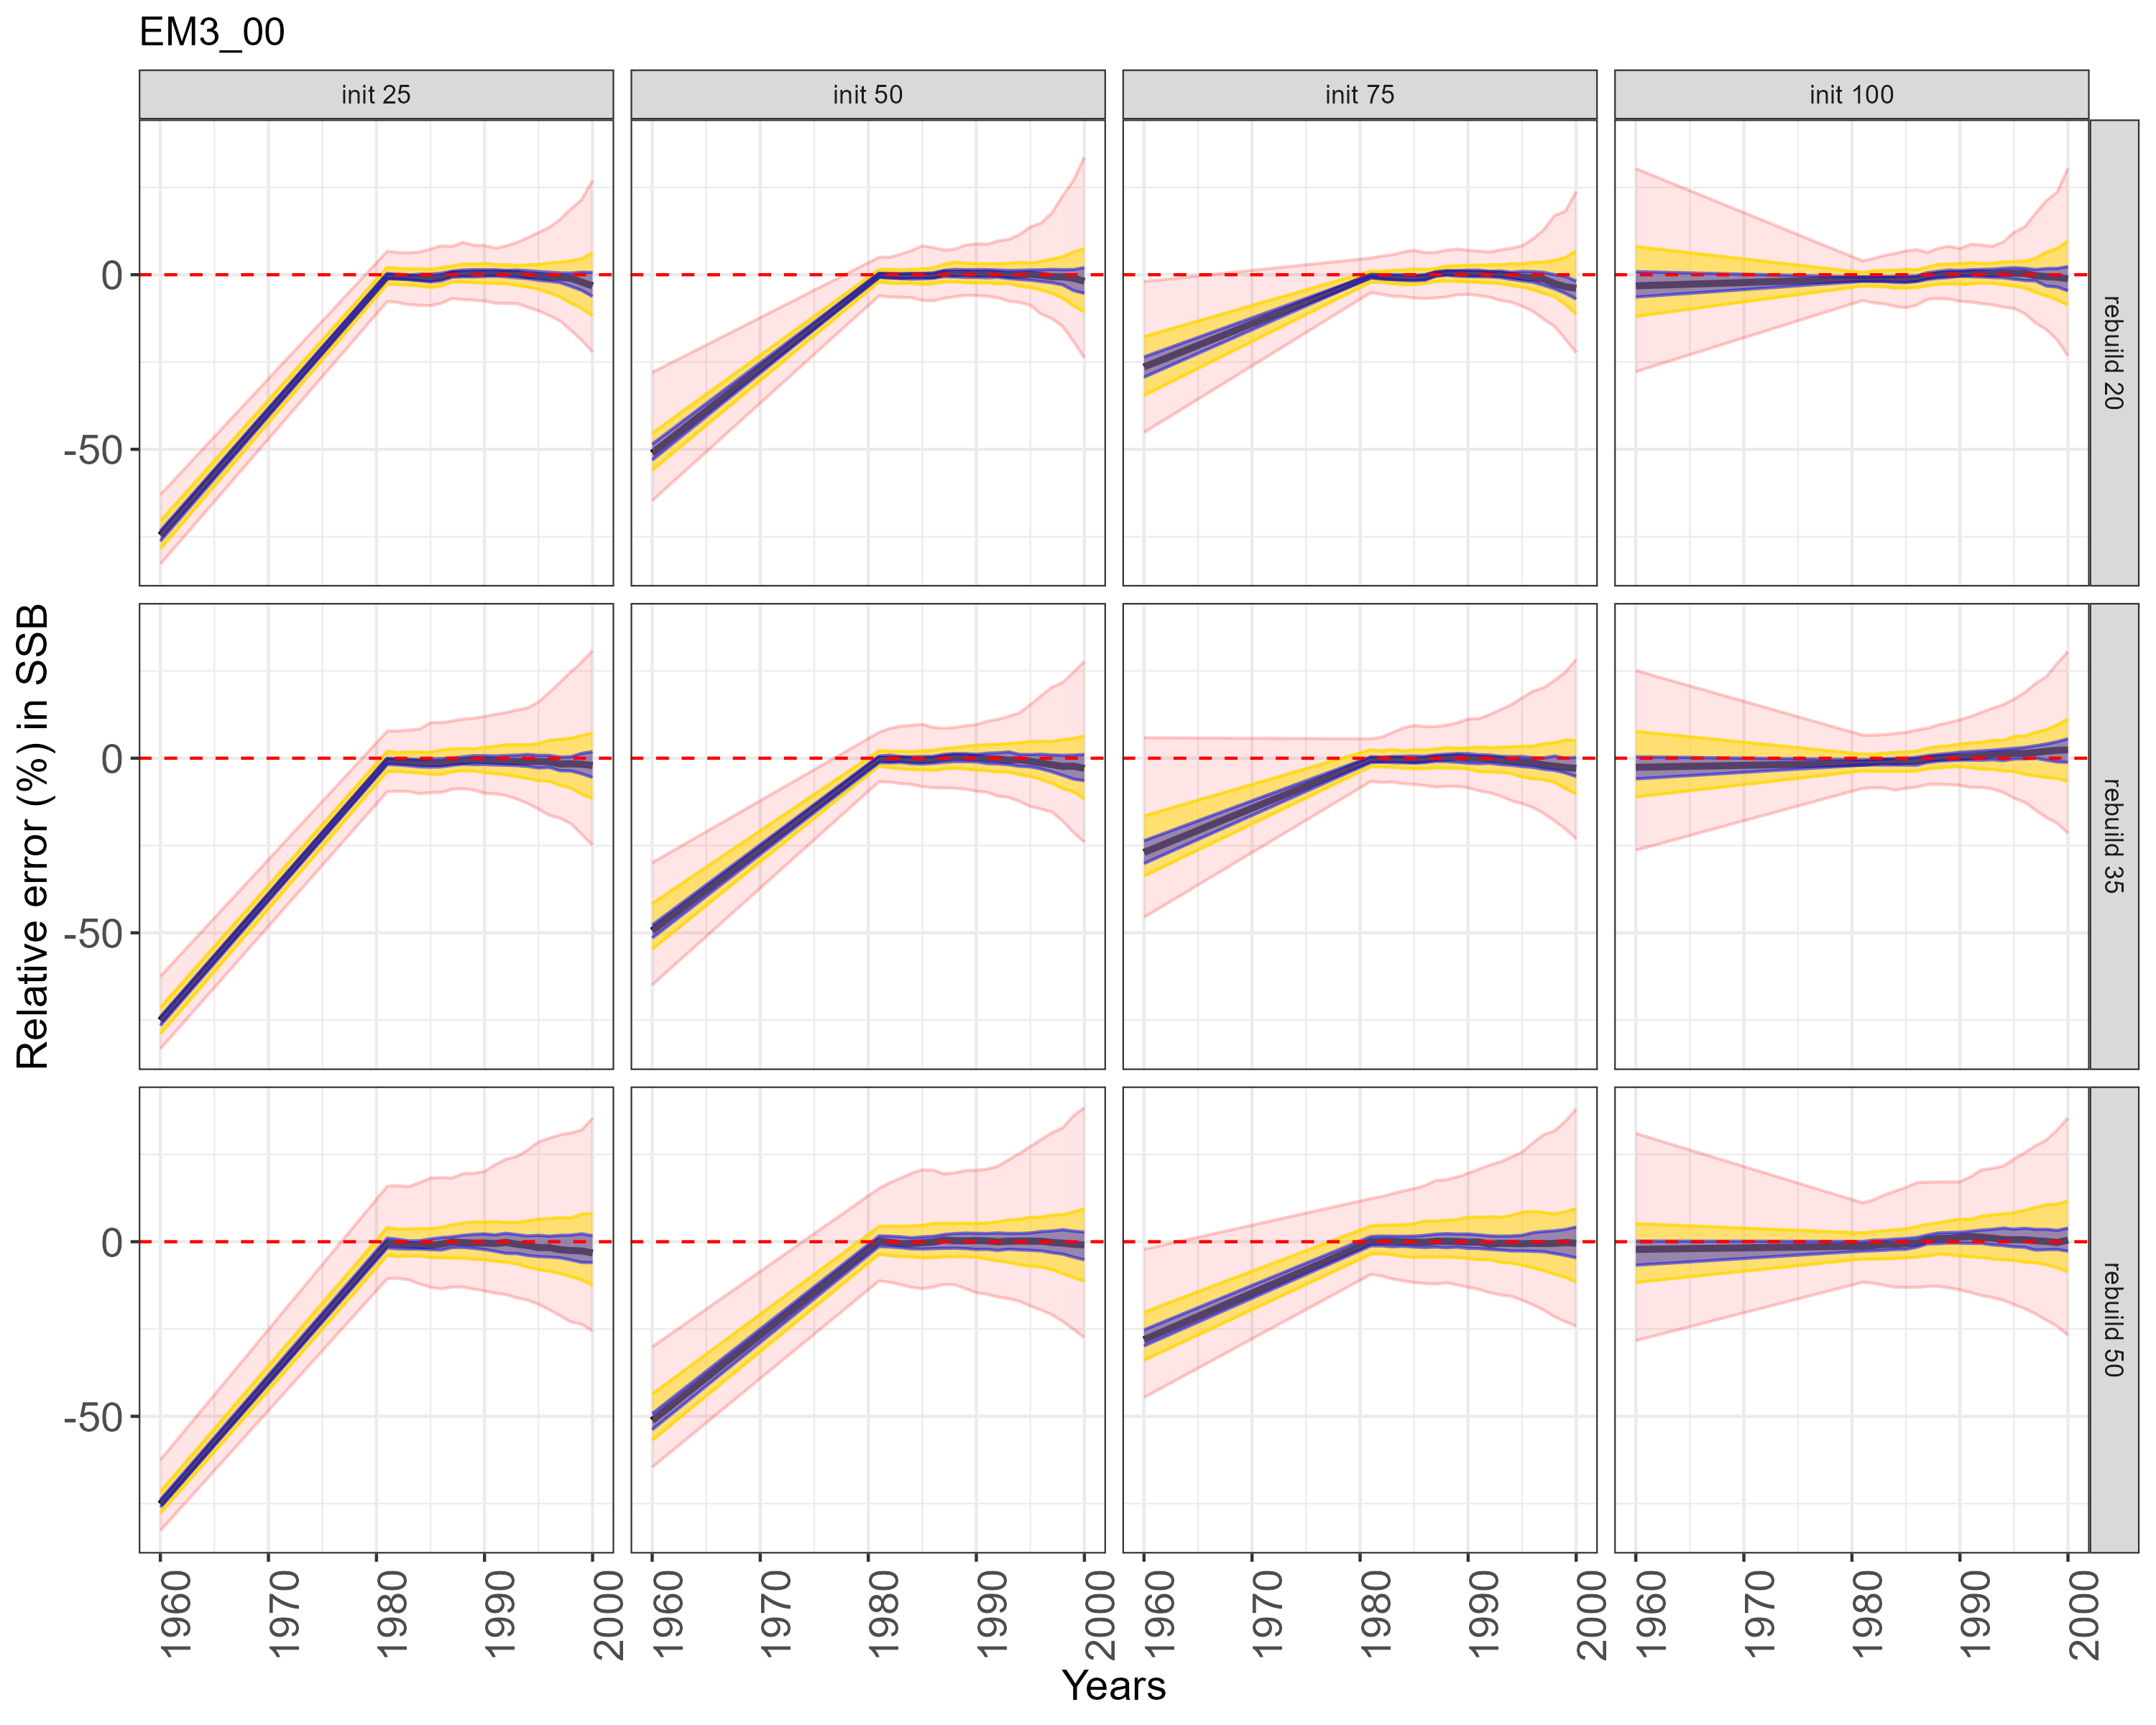 EM3_00
init 25
init 50
init 75
init 100
Relative error (%) in SSB
0
-50
rebuild 20
0
-50
rebuild 35
0
-50
rebuild 50
1960 1970 1980 1990 2000
1960 1970 1980 1990 2000
1960 1970 1980 1990 2000
1960 1970 1980 1990 2000
Years